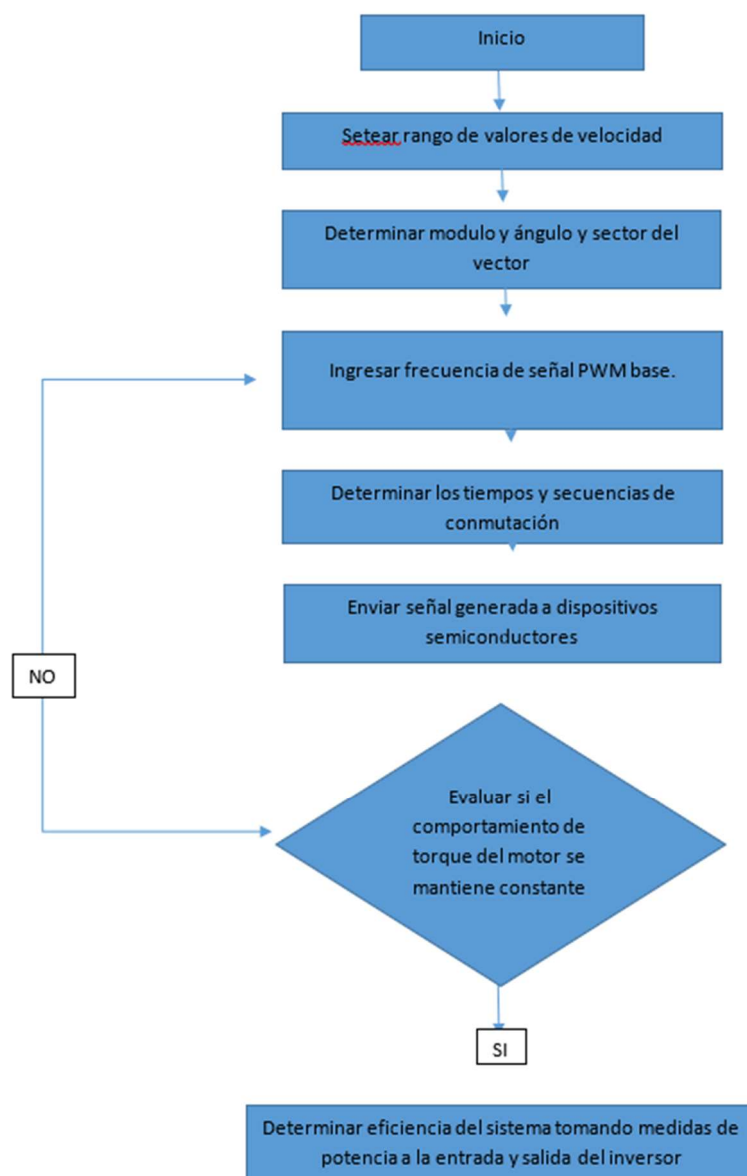 Inicio
Setear rango de valores de velocidad
Determinar modulo y ángulo y sector del
vector
Ingresar frecuencia de señal PWM base.
Determinar los tiempos y secuencias de
conmutación
Enviar señal generada a dispositivos
semiconductores
NO
Evaluar si el
comportamiento de
torque del motor se
mantiene constante
SI
Determinar eficiencia del sistema tomando medidas de
potencia a la entrada y salida del inversor